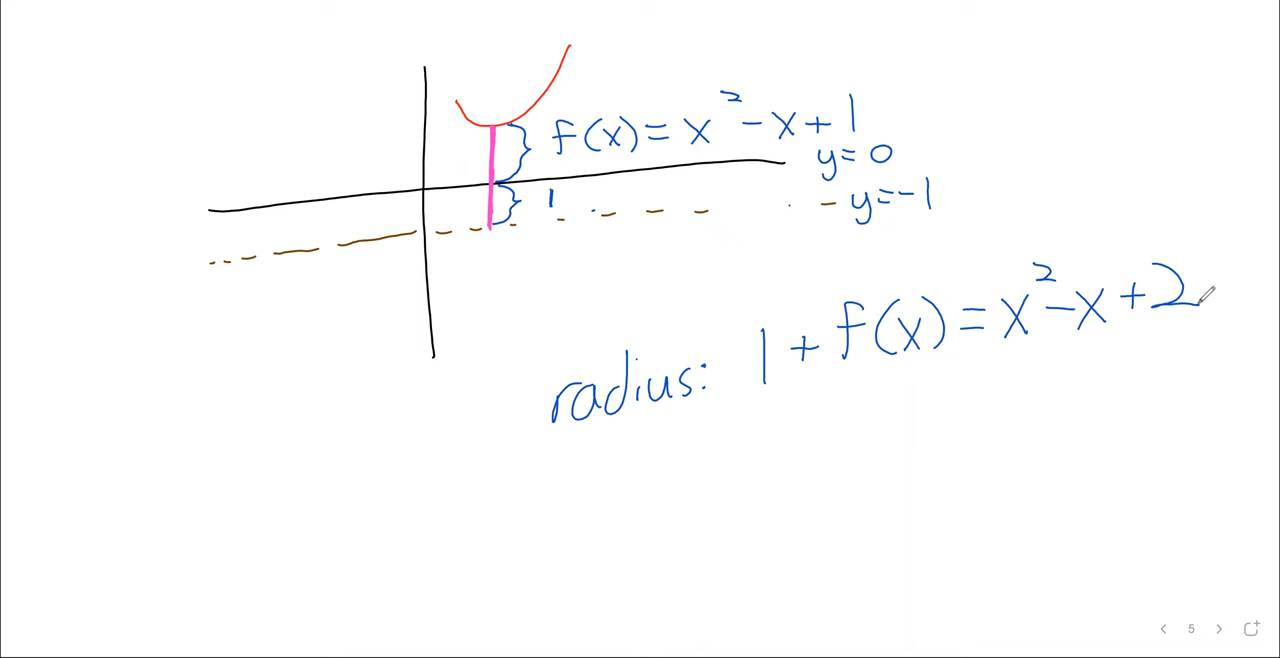 f(x) = x² - x + 1
y = 0
1
y = -1
radius: 1 + f(x) = x² - x + 2
5